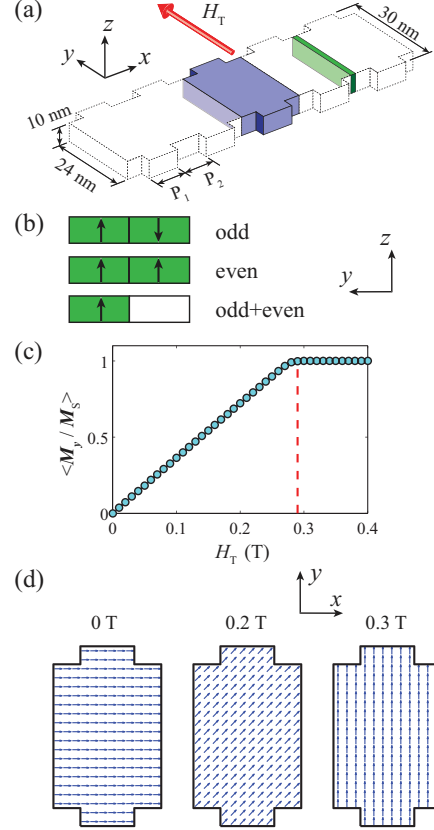 (a)
H_T
30 nm
z
y
x
10 nm
24 nm
P_1
P_2
(b)
odd
even
odd+even
z
y
(c)
<M_y / M_S>
1
0.5
0
0 0.1 0.2 0.3 0.4
H_T (T)
(d)
y
x
0 T 0.2 T 0.3 T